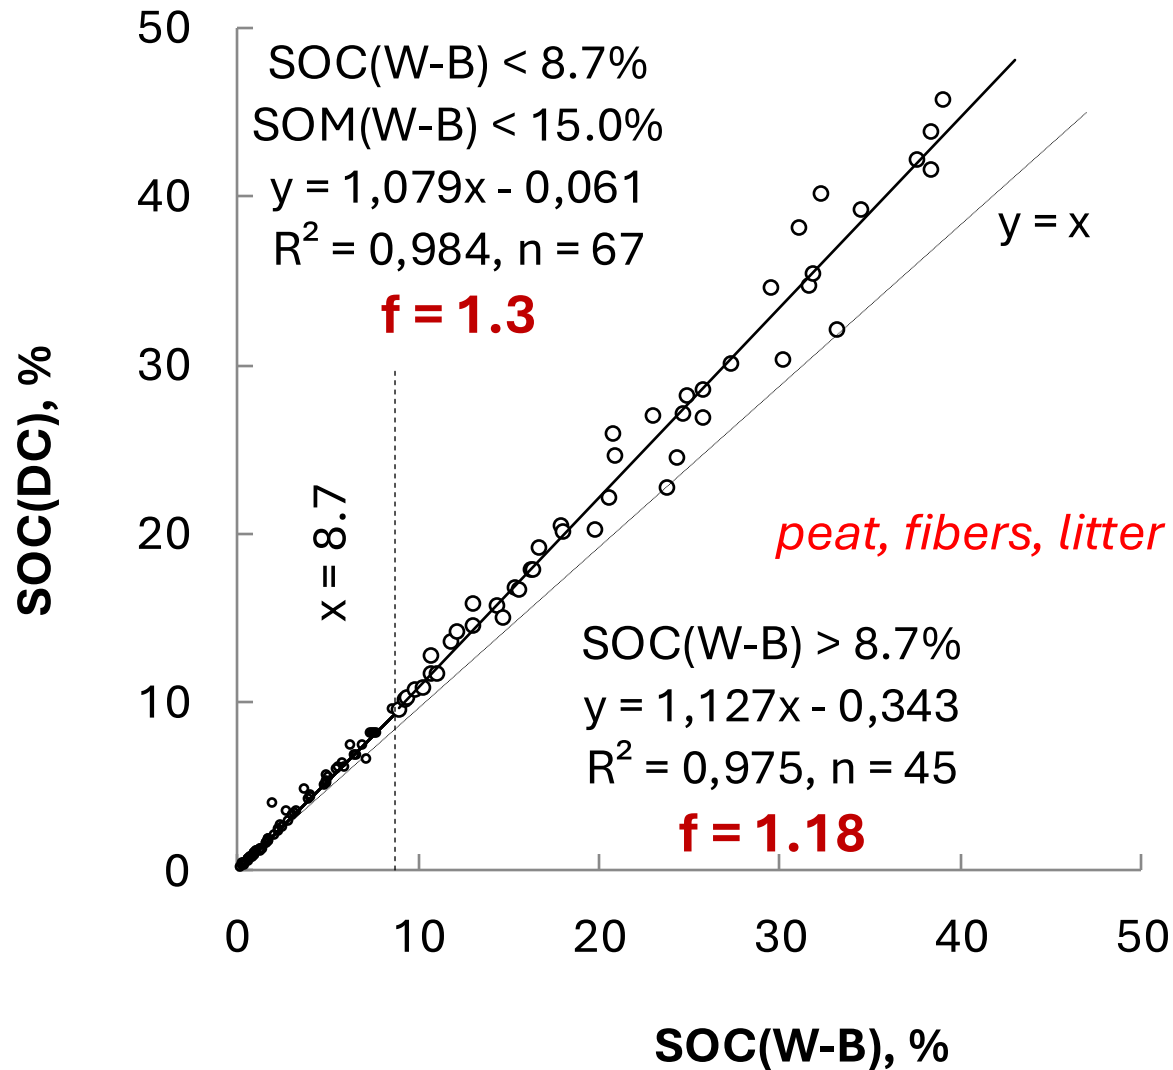 50
SOC(W-B) < 8.7%
SOM(W-B) < 15.0%
y = 1,079x - 0,061
R² = 0,984, n = 67
f = 1.3
40
y = x
30
SOC(DC), %
x = 8.7
20
peat, fibers, litter
SOC(W-B) > 8.7%
y = 1,127x - 0,343
R² = 0,975, n = 45
f = 1.18
10
0
0 10 20 30 40 50
SOC(W-B), %